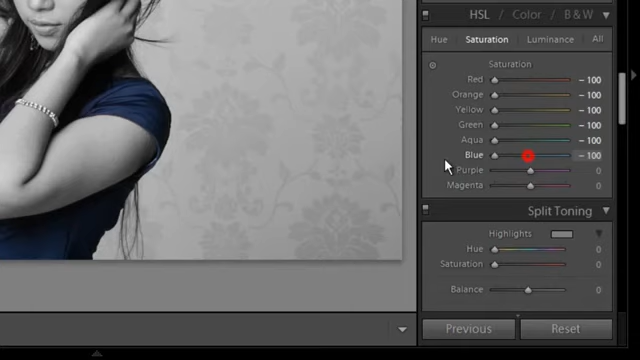 HSL / Color / B & W
Hue Saturation Luminance All
Saturation
Red - 100
Orange - 100
Yellow - 100
Green - 100
Aqua - 100
Blue - 100
Purple 0
Magenta 0
Split Toning
Highlights
Hue 0
Saturation 0
Balance 0
Previous Reset